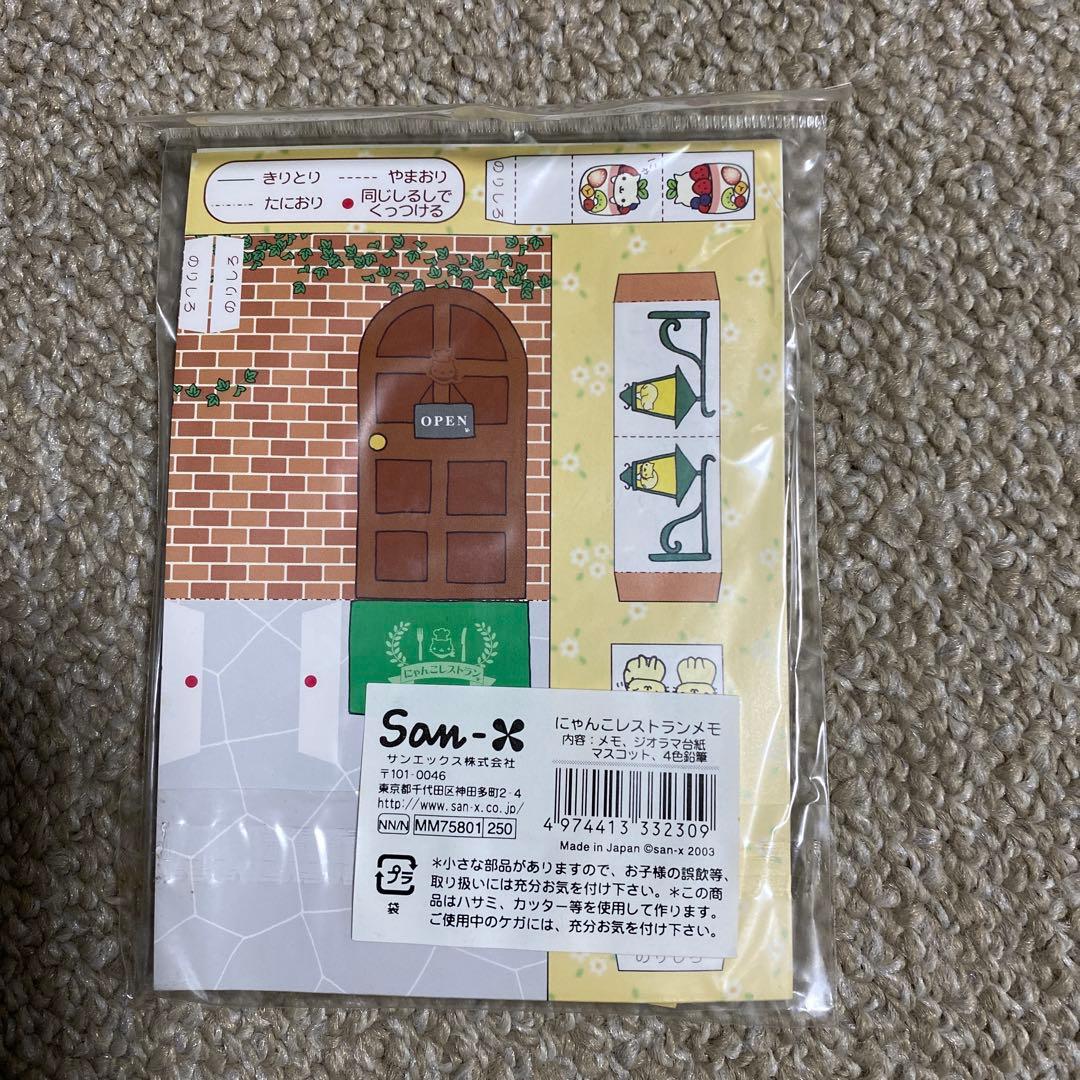 きりとり
やまおり
たにおり
同じしるしで
くっつける
のりしろ
のりしろ
OPEN
にゃんこレストラン
San-X
サンエックス株式会社
〒101-0046
東京都千代田区神田多町2-4
http://www.san-x.co.jp/
NN/N MM75801 250
にゃんこレストランメモ
内容：メモ、ジオラマ台紙
マスコット、4色鉛筆
4 974413 332309
Made in Japan ©san-x 2003
プラ
袋
＊小さな部品がありますので、お子様の誤飲等、
取り扱いには充分お気を付け下さい。＊この商
品はハサミ、カッター等を使用して作ります。
ご使用中のケガには、充分お気を付け下さい。
のりしろ